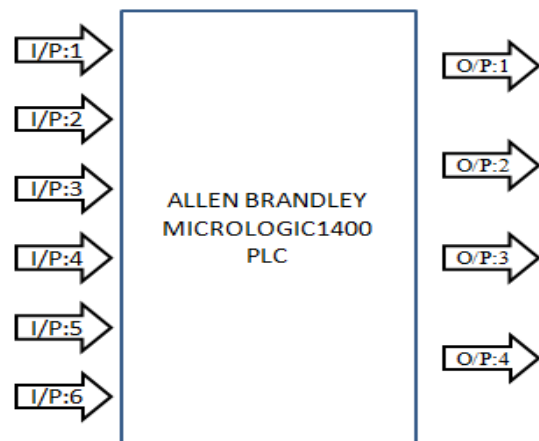 I/P:1
I/P:2
I/P:3
I/P:4
I/P:5
I/P:6
ALLEN BRANDLEY
MICROLOGIC1400
PLC
O/P:1
O/P:2
O/P:3
O/P:4